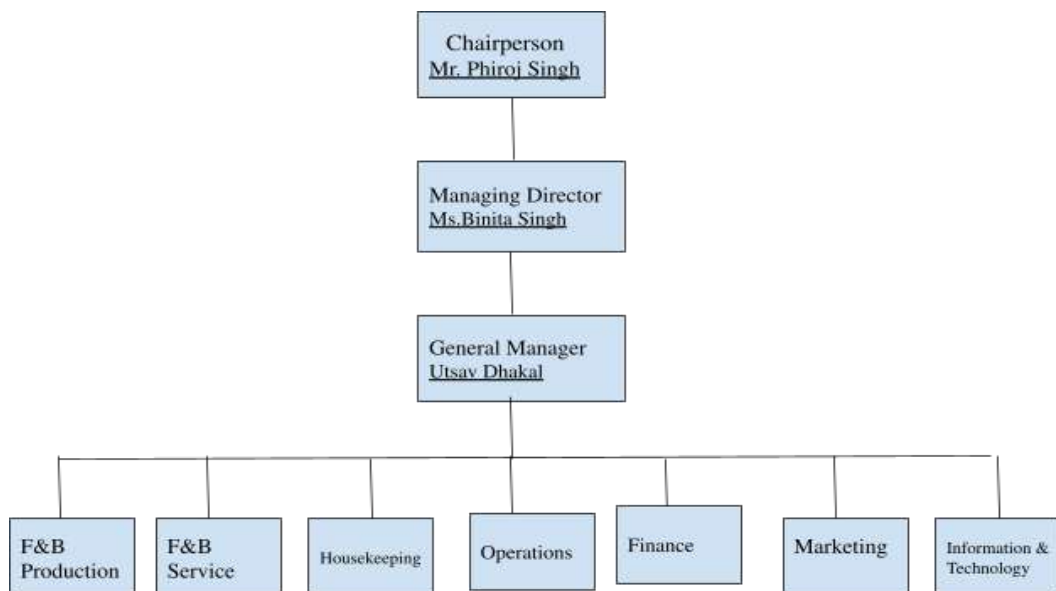 Chairperson
Mr. Phiroj Singh
Managing Director
Ms.Binita Singh
General Manager
Utsav Dhakal
F&B
Production
F&B
Service
Housekeeping
Operations
Finance
Marketing
Information &
Technology